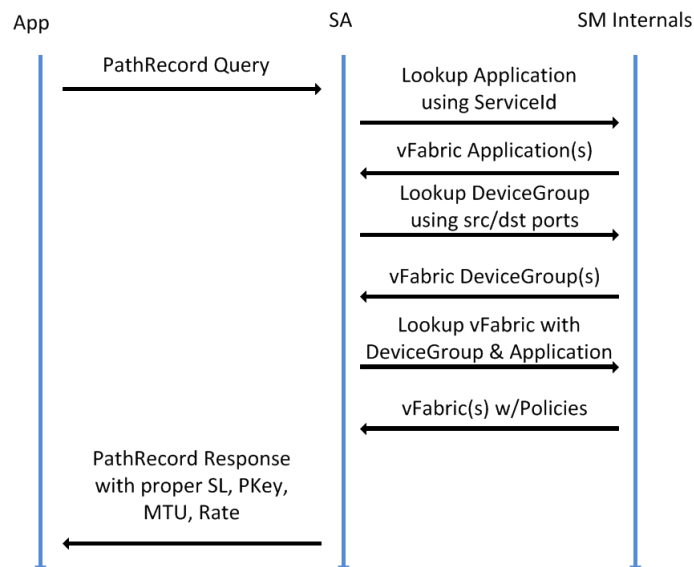 App
SA
SM Internals
PathRecord Query
Lookup Application
using ServiceId
vFabric Application(s)
Lookup DeviceGroup
using src/dst ports
vFabric DeviceGroup(s)
Lookup vFabric with
DeviceGroup & Application
vFabric(s) w/Policies
PathRecord Response
with proper SL, PKey,
MTU, Rate